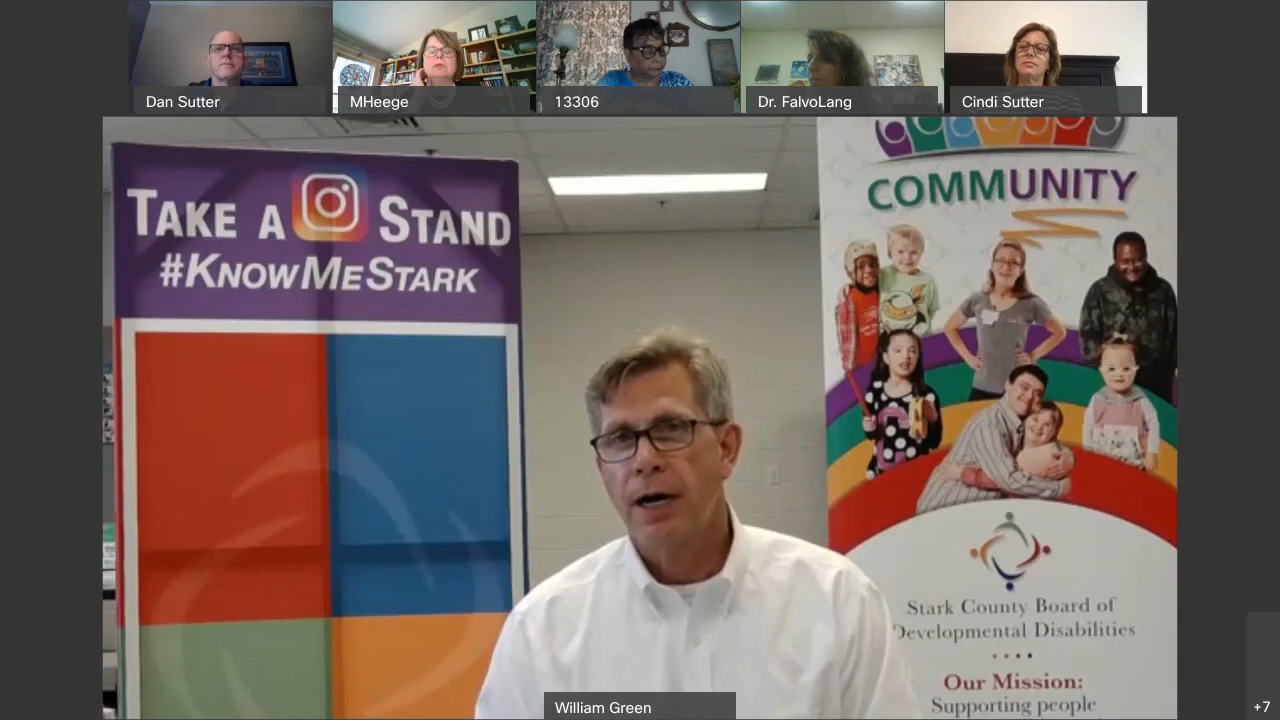 Dan Sutter
MHeege
13306
Dr. FalvoLang
Cindi Sutter
TAKE A STAND
#KNOWMESTARK
COMMUNITY
Stark County Board of
Developmental Disabilities
Our Mission:
Supporting people
William Green
+7